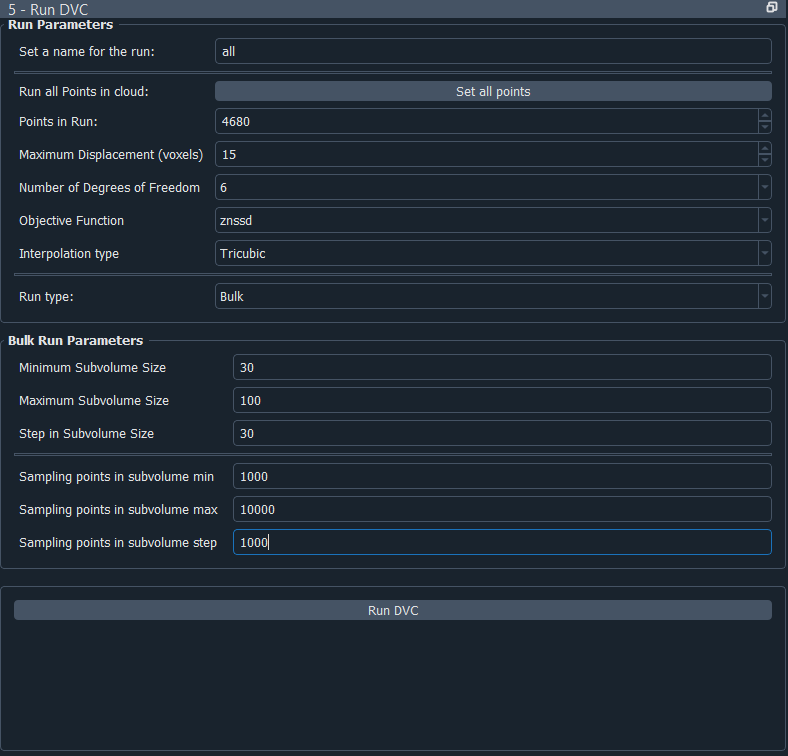 5 - Run DVC
Run Parameters
Set a name for the run: all
Run all Points in cloud: Set all points
Points in Run: 4680
Maximum Displacement (voxels) 15
Number of Degrees of Freedom 6
Objective Function znssd
Interpolation type Tricubic
Run type: Bulk
Bulk Run Parameters
Minimum Subvolume Size 30
Maximum Subvolume Size 100
Step in Subvolume Size 30
Sampling points in subvolume min 1000
Sampling points in subvolume max 10000
Sampling points in subvolume step 1000
Run DVC